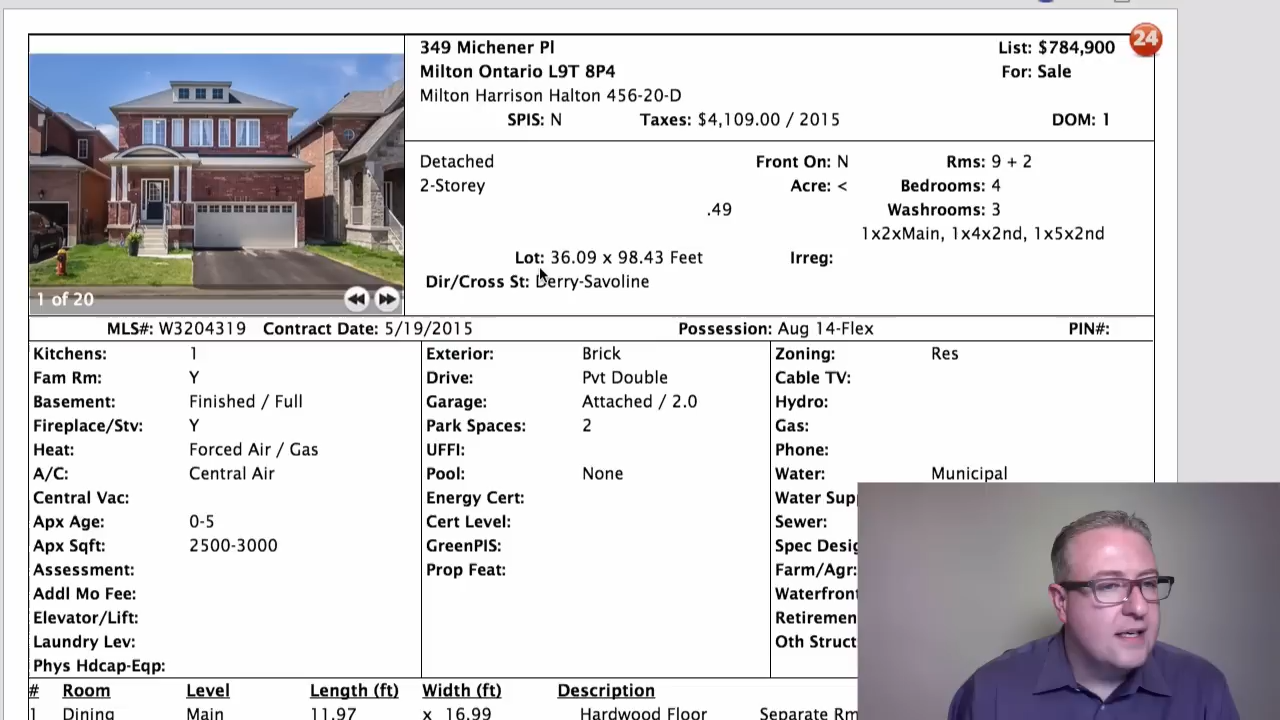 349 Michener Pl
List: $784,900
24
Milton Ontario L9T 8P4
For: Sale
Milton Harrison Halton 456-20-D
SPIS: N Taxes: $4,109.00 / 2015 DOM: 1
Detached Front On: N Rms: 9 + 2
2-Storey Acre: < Bedrooms: 4
.49 Washrooms: 3
1x2xMain, 1x4x2nd, 1x5x2nd
Lot: 36.09 x 98.43 Feet Irreg:
Dir/Cross St: Derry-Savoline
1 of 20
MLS#: W3204319 Contract Date: 5/19/2015 Possession: Aug 14-Flex PIN#:
Kitchens: 1 Exterior: Brick Zoning: Res
Fam Rm: Y Drive: Pvt Double Cable TV:
Basement: Finished / Full Garage: Attached / 2.0 Hydro:
Fireplace/Stv: Y Park Spaces: 2 Gas:
Heat: Forced Air / Gas UFFI: Phone:
A/C: Central Air Pool: None Water: Municipal
Central Vac: Energy Cert: Water Sup
Apx Age: 0-5 Cert Level: Sewer:
Apx Sqft: 2500-3000 GreenPIS: Spec Desig
Assessment: Prop Feat: Farm/Agr:
Addl Mo Fee: Waterfront
Elevator/Lift: Retiremen
Laundry Lev: Oth Struct
Phys Hdcap-Eqp:
# Room Level Length (ft) Width (ft) Description
1 Dining Main 11.97 x 16.99 Hardwood Floor Separate Rm